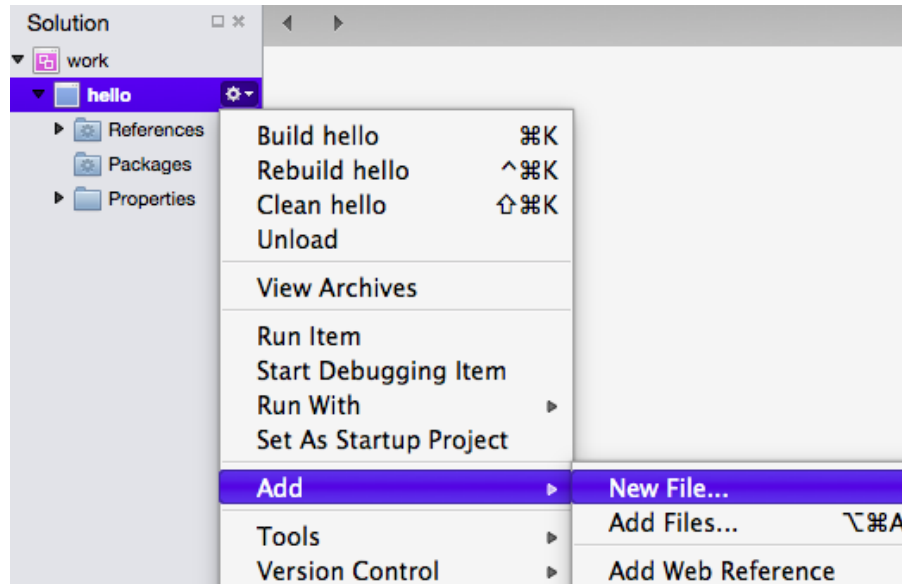 Solution
work
hello
References
Packages
Properties
Build hello ⌘K
Rebuild hello ^⌘K
Clean hello ⇧⌘K
Unload
View Archives
Run Item
Start Debugging Item
Run With
Set As Startup Project
Add
Tools
Version Control
New File...
Add Files... ⌥⌘A
Add Web Reference